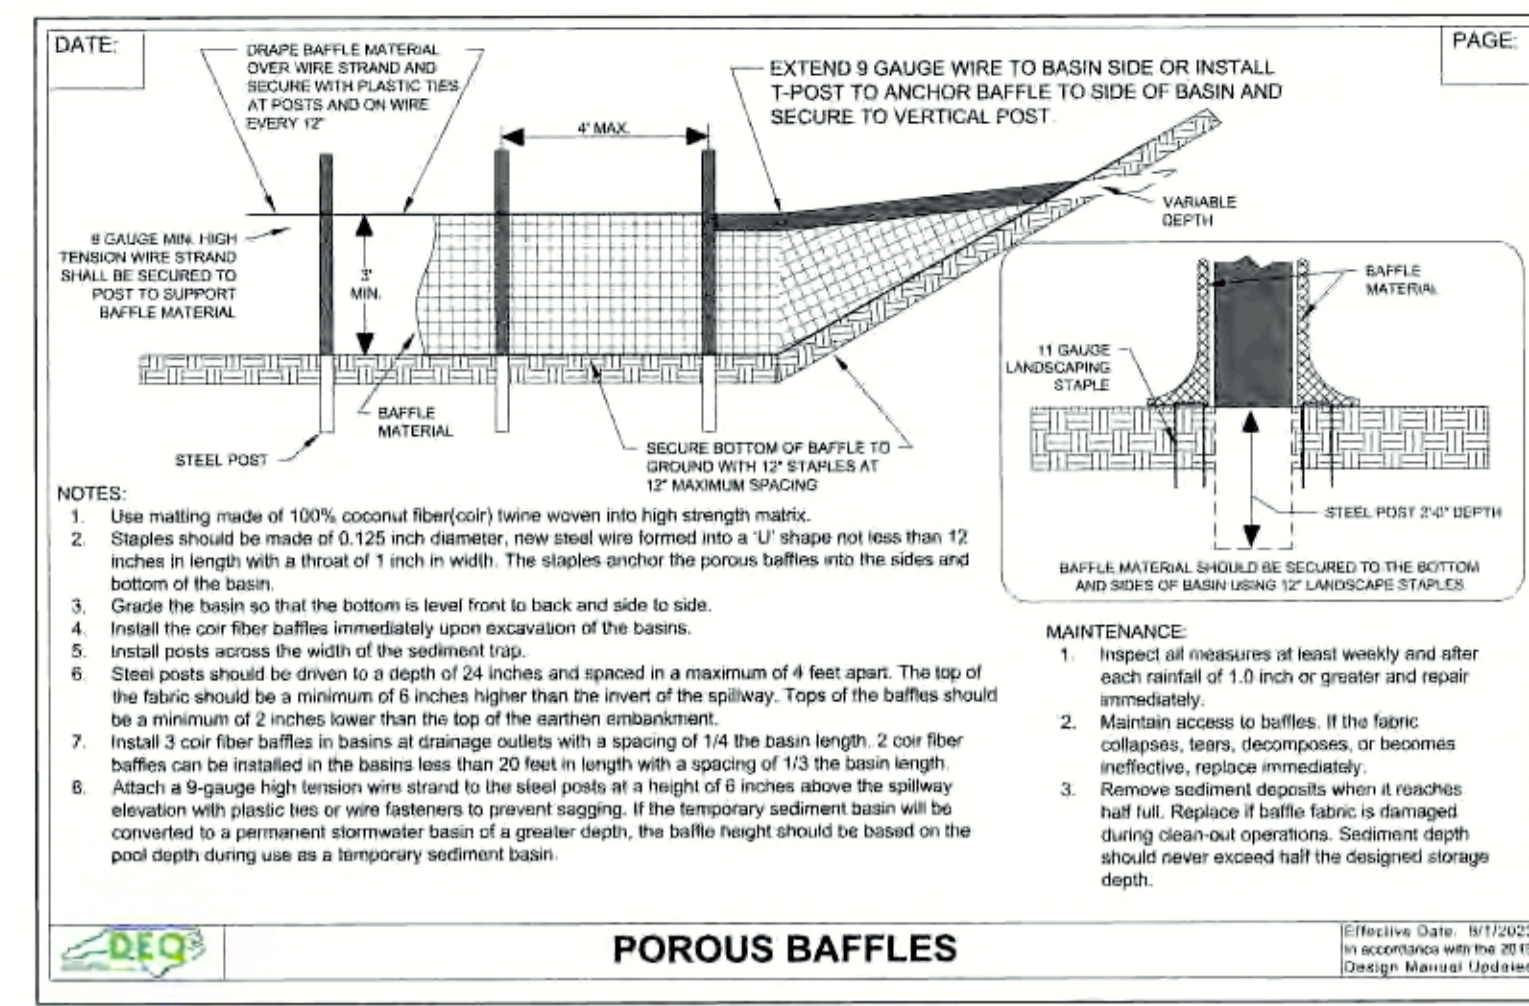 DATE:
PAGE:
DRAPE BAFFLE MATERIAL
OVER WIRE STRAND AND
SECURE WITH PLASTIC TIES
AT POSTS AND ON WIRE
EVERY 12"
EXTEND 9 GAUGE WIRE TO BASIN SIDE OR INSTALL
T-POST TO ANCHOR BAFFLE TO SIDE OF BASIN AND
SECURE TO VERTICAL POST.
4' MAX.
VARIABLE
DEPTH
9 GAUGE MIN. HIGH
TENSION WIRE STRAND
SHALL BE SECURED TO
POST TO SUPPORT
BAFFLE MATERIAL
3'
MIN.
BAFFLE
MATERIAL
STEEL POST
SECURE BOTTOM OF BAFFLE TO
GROUND WITH 12" STAPLES AT
12" MAXIMUM SPACING
BAFFLE
MATERIAL
11 GAUGE
LANDSCAPING
STAPLE
STEEL POST 2'-0" DEPTH
BAFFLE MATERIAL SHOULD BE SECURED TO THE BOTTOM
AND SIDES OF BASIN USING 12" LANDSCAPE STAPLES
NOTES:
1. Use matting made of 100% coconut fiber(coir) twine woven into high strength matrix.
2. Staples should be made of 0.125 inch diameter, new steel wire formed into a 'U' shape not less than 12
inches in length with a throat of 1 inch in width. The staples anchor the porous baffles into the sides and
bottom of the basin.
3. Grade the basin so that the bottom is level front to back and side to side.
4. Install the coir fiber baffles immediately upon excavation of the basins.
5. Install posts across the width of the sediment trap.
6. Steel posts should be driven to a depth of 24 inches and spaced in a maximum of 4 feet apart. The top of
the fabric should be a minimum of 6 inches higher than the invert of the spillway. Tops of the baffles should
be a minimum of 2 inches lower than the top of the earthen embankment.
7. Install 3 coir fiber baffles in basins at drainage outlets with a spacing of 1/4 the basin length. 2 coir fiber
baffles can be installed in the basins less than 20 feet in length with a spacing of 1/3 the basin length.
8. Attach a 9-gauge high tension wire strand to the steel posts at a height of 6 inches above the spillway
elevation with plastic ties or wire fasteners to prevent sagging. If the temporary sediment basin will be
converted to a permanent stormwater basin of a greater depth, the baffle height should be based on the
pool depth during use as a temporary sediment basin.
MAINTENANCE:
1. Inspect all measures at least weekly and after
each rainfall of 1.0 inch or greater and repair
immediately.
2. Maintain access to baffles. If the fabric
collapses, tears, decomposes, or becomes
ineffective, replace immediately.
3. Remove sediment deposits when it reaches
half full. Replace if baffle fabric is damaged
during clean-out operations. Sediment depth
should never exceed half the designed storage
depth.
DEQ
POROUS BAFFLES
Effective Date:
In accordance with the
Design Manual Updates